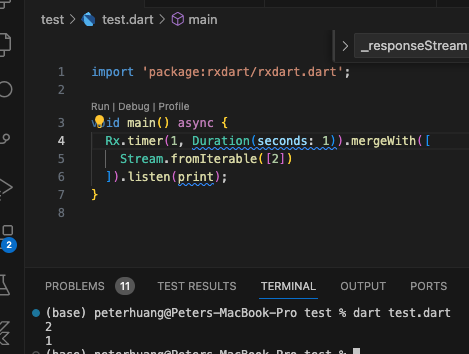 test > test.dart > main
_responseStream
1 import 'package:rxdart/rxdart.dart';
2
Run | Debug | Profile
3 void main() async {
4 Rx.timer(1, Duration(seconds: 1)).mergeWith([
5 Stream.fromIterable([2])
6 ]).listen(print);
7 }
8
2
PROBLEMS 11 TEST RESULTS TERMINAL OUTPUT PORTS
(base) peterhuang@Peters-MacBook-Pro test % dart test.dart
2
1
(base) peterhuang@Peters-MacBook-Pro test %